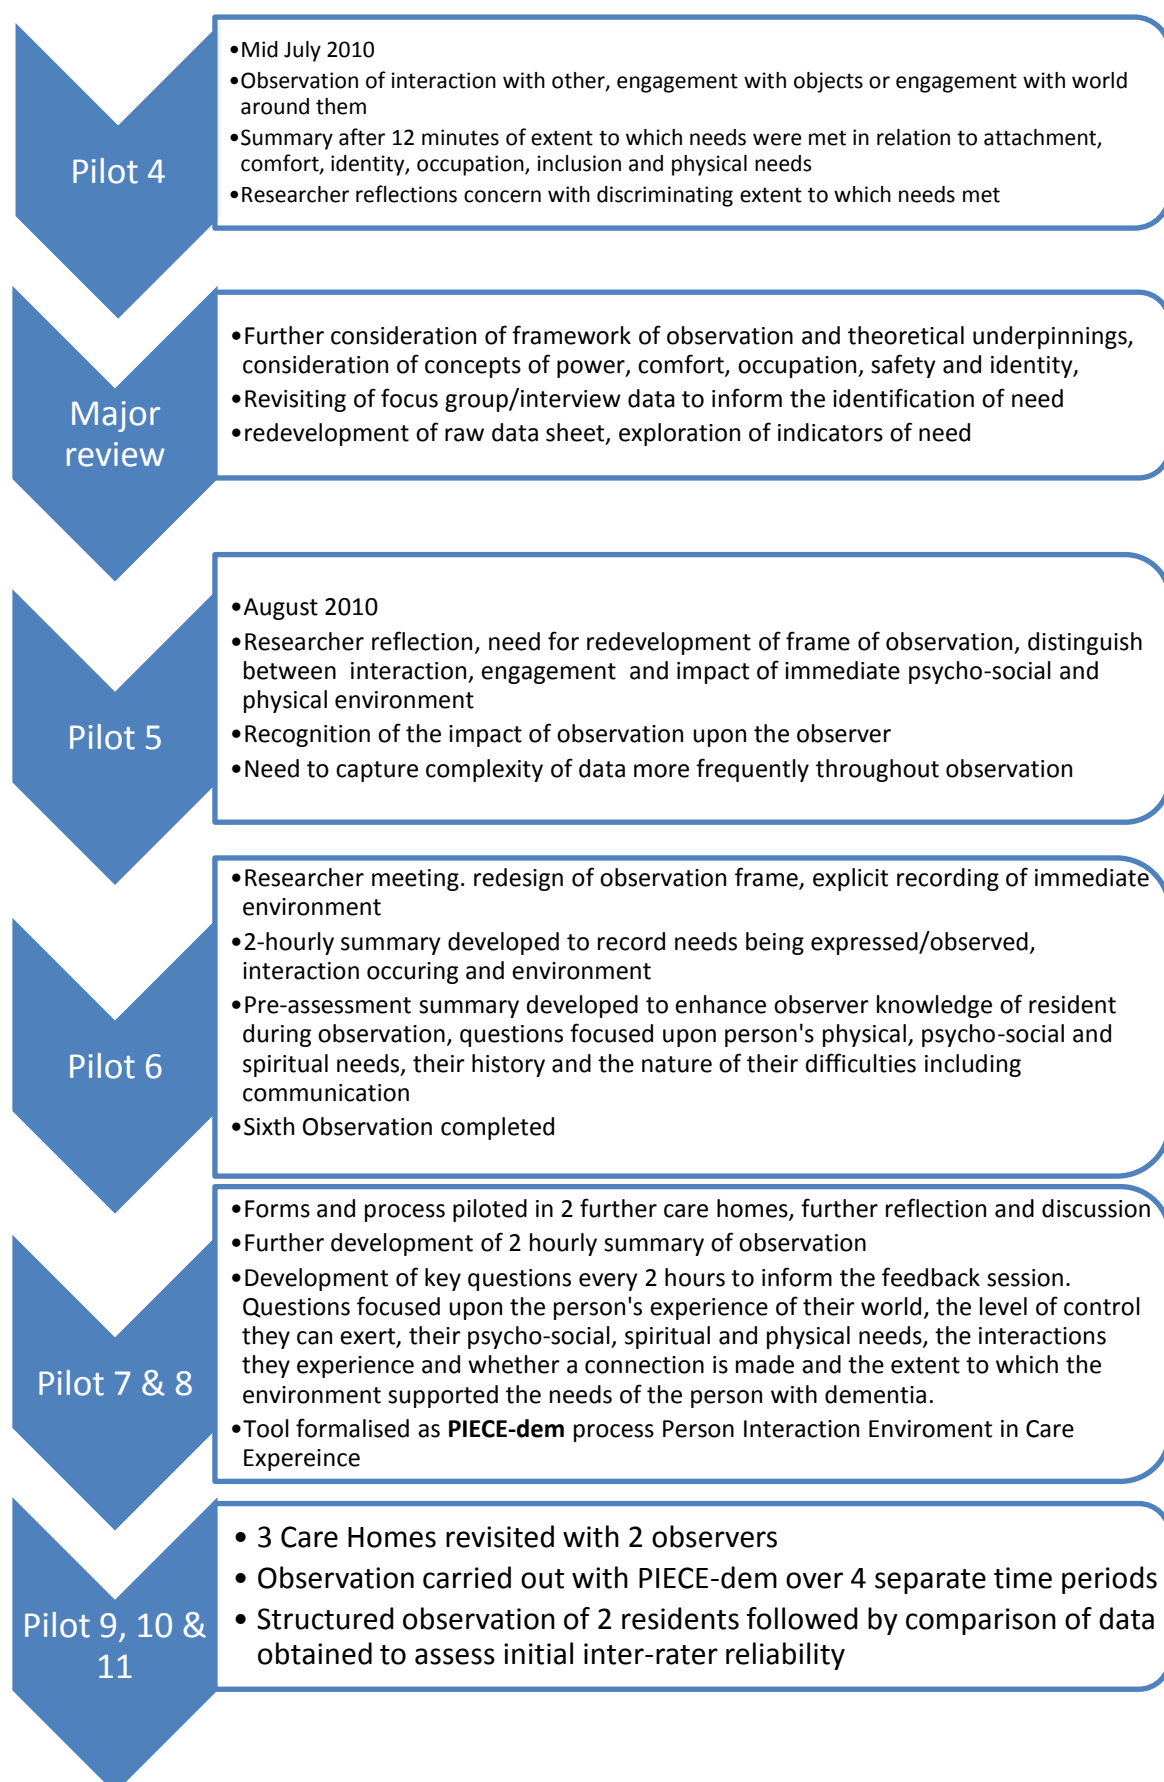 Pilot 4
•Mid July 2010
•Observation of interaction with other, engagement with objects or engagement with world
around them
•Summary after 12 minutes of extent to which needs were met in relation to attachment,
comfort, identity, occupation, inclusion and physical needs
•Researcher reflections concern with discriminating extent to which needs met
Major
review
•Further consideration of framework of observation and theoretical underpinnings,
consideration of concepts of power, comfort, occupation, safety and identity,
•Revisiting of focus group/interview data to inform the identification of need
•redevelopment of raw data sheet, exploration of indicators of need
Pilot 5
•August 2010
•Researcher reflection, need for redevelopment of frame of observation, distinguish
between interaction, engagement and impact of immediate psycho-social and
physical environment
•Recognition of the impact of observation upon the observer
•Need to capture complexity of data more frequently throughout observation
Pilot 6
•Researcher meeting. redesign of observation frame, explicit recording of immediate
environment
•2-hourly summary developed to record needs being expressed/observed,
interaction occuring and environment
•Pre-assessment summary developed to enhance observer knowledge of resident
during observation, questions focused upon person's physical, psycho-social and
spiritual needs, their history and the nature of their difficulties including
communication
•Sixth Observation completed
Pilot 7 & 8
•Forms and process piloted in 2 further care homes, further reflection and discussion
•Further development of 2 hourly summary of observation
•Development of key questions every 2 hours to inform the feedback session.
Questions focused upon the person's experience of their world, the level of control
they can exert, their psycho-social, spiritual and physical needs, the interactions
they experience and whether a connection is made and the extent to which the
environment supported the needs of the person with dementia.
•Tool formalised as PIECE-dem process Person Interaction Enviroment in Care
Expereince
Pilot 9, 10 &
11
• 3 Care Homes revisited with 2 observers
• Observation carried out with PIECE-dem over 4 separate time periods
• Structured observation of 2 residents followed by comparison of data
obtained to assess initial inter-rater reliability